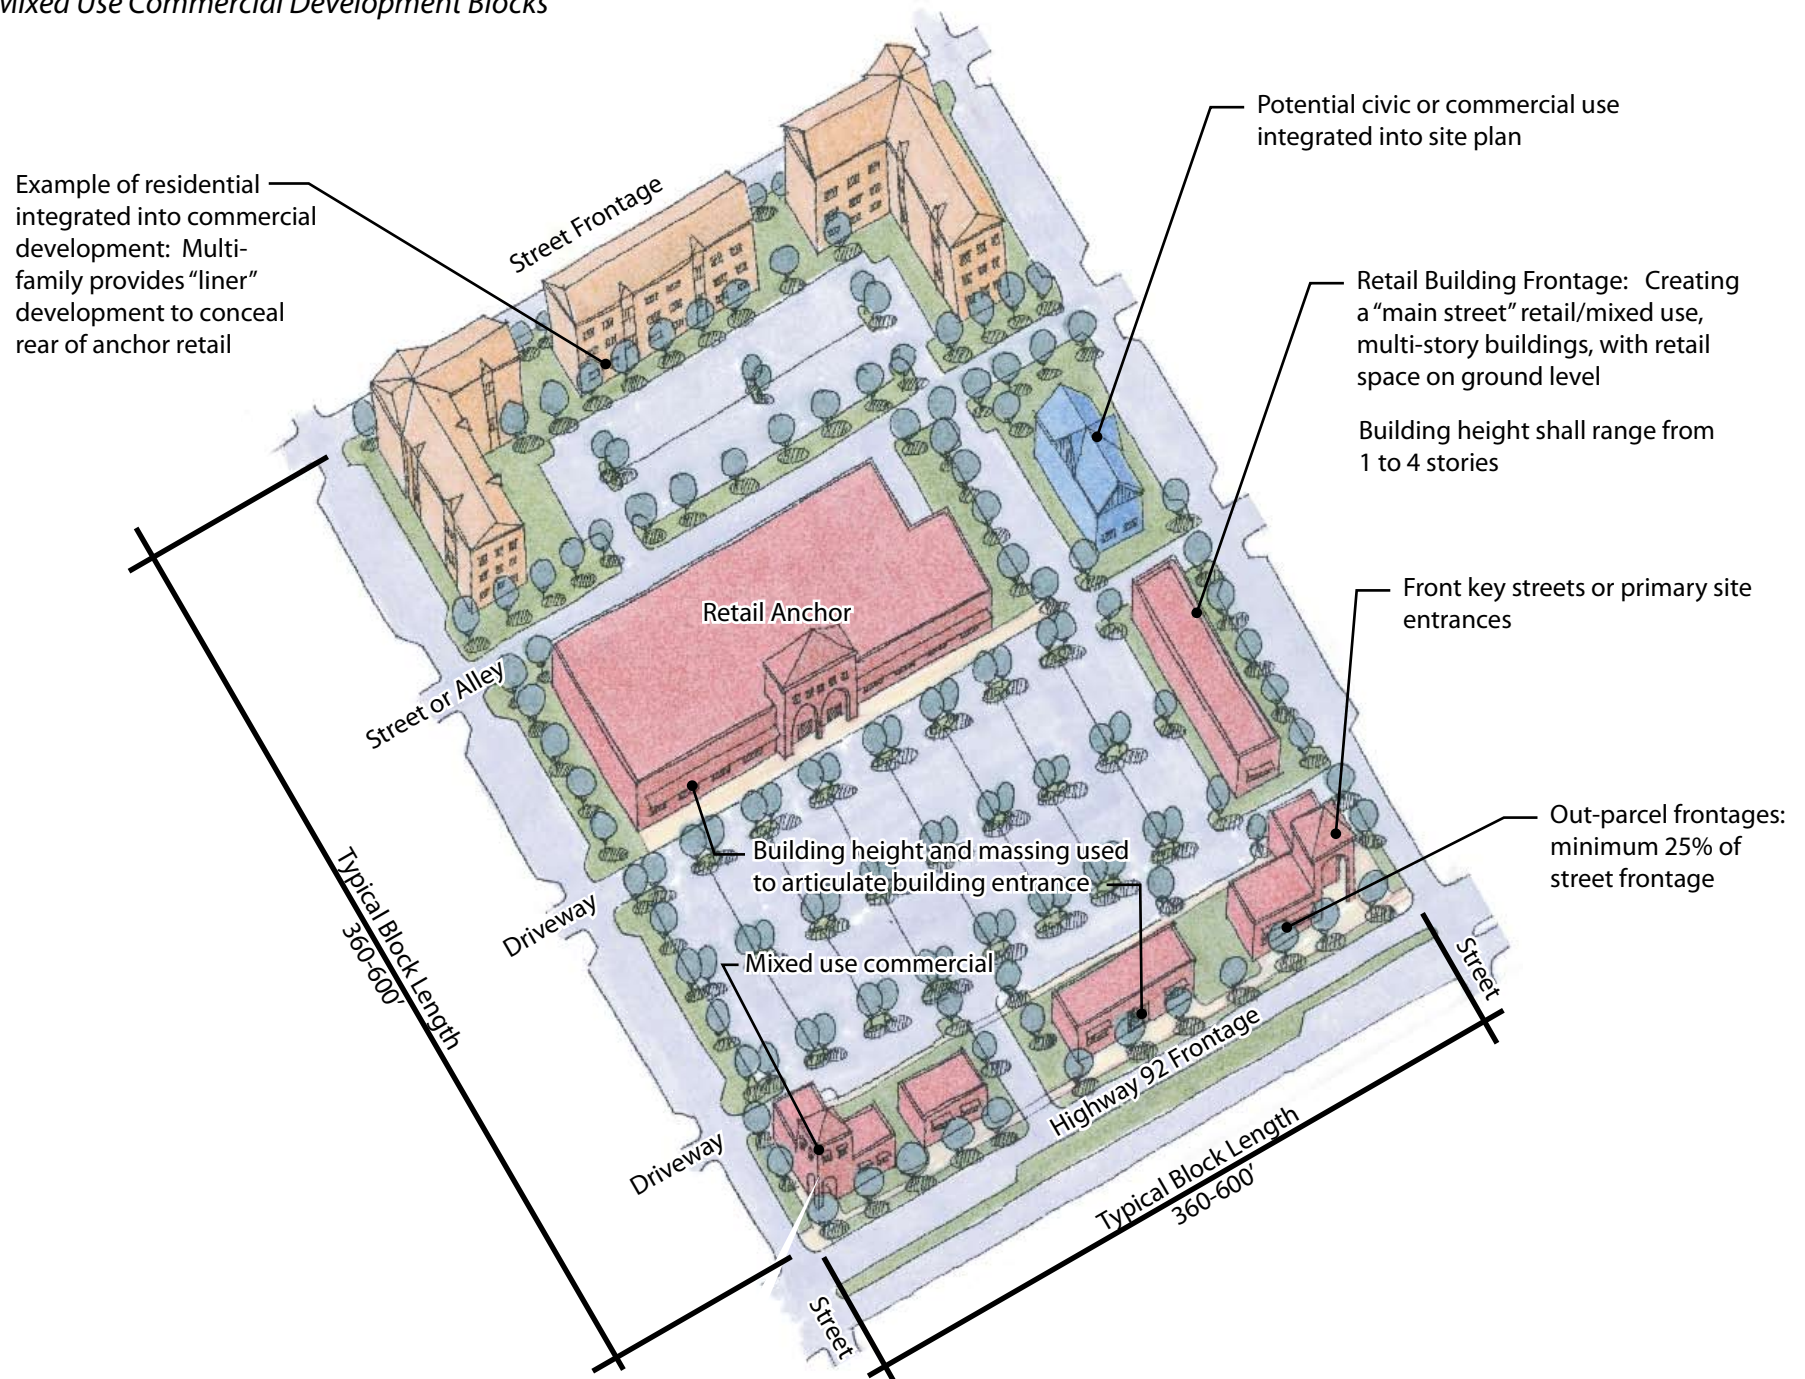 Mixed Use Commercial Development Blocks
Potential civic or commercial use
integrated into site plan
Example of residential
integrated into commercial
development: Multi-
family provides “liner”
development to conceal
rear of anchor retail
Street Frontage
Retail Building Frontage: Creating
a “main street” retail/mixed use,
multi-story buildings, with retail
space on ground level
Building height shall range from
1 to 4 stories
Front key streets or primary site
entrances
Retail Anchor
Street or Alley
Out-parcel frontages:
minimum 25% of
street frontage
Building height and massing used
to articulate building entrance
Typical Block Length
360-600’
Driveway
Mixed use commercial
Street
Highway 92 Frontage
Driveway
Typical Block Length
360-600’
Street